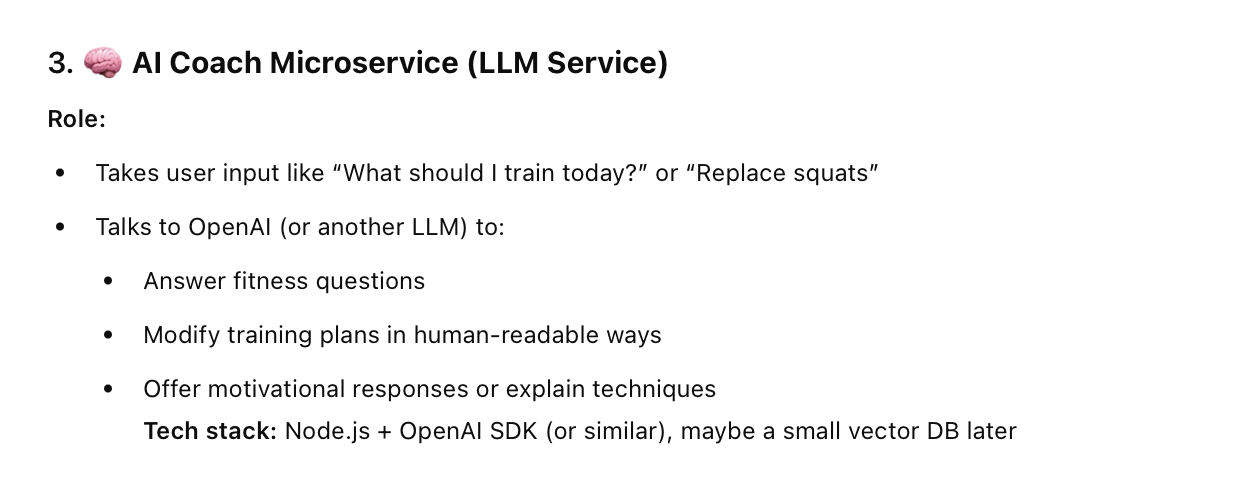 3. 🧠 AI Coach Microservice (LLM Service)
Role:
• Takes user input like “What should I train today?” or “Replace squats”
• Talks to OpenAI (or another LLM) to:
• Answer fitness questions
• Modify training plans in human-readable ways
• Offer motivational responses or explain techniques
Tech stack: Node.js + OpenAI SDK (or similar), maybe a small vector DB later